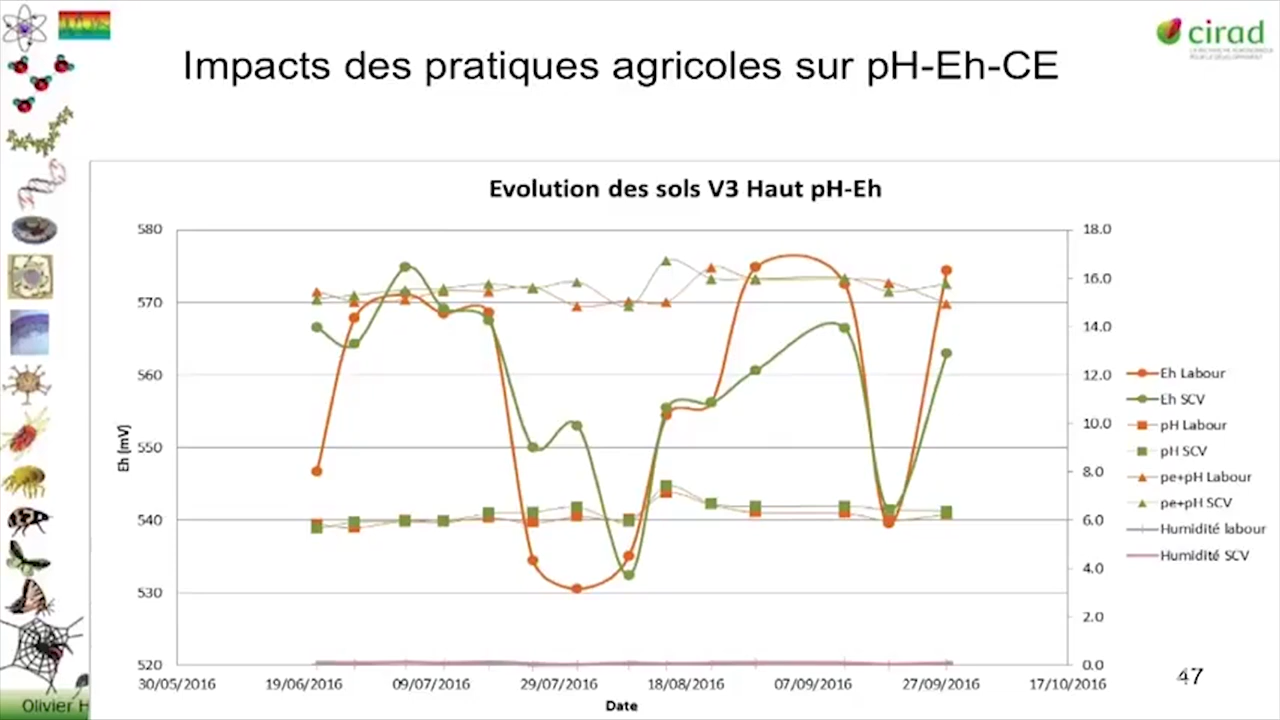 cirad
Impacts des pratiques agricoles sur pH-Eh-CE
Evolution des sols V3 Haut pH-Eh
580
570
560
550
540
530
520
Eh (mV)
18.0
16.0
14.0
12.0
10.0
8.0
6.0
4.0
2.0
0.0
30/05/2016 19/06/2016 09/07/2016 29/07/2016 18/08/2016 07/09/2016 27/09/2016 17/10/2016
Date
Eh Labour
Eh SCV
pH Labour
pH SCV
pe+pH Labour
pe+pH SCV
Humidité labour
Humidité SCV
47
Olivier H